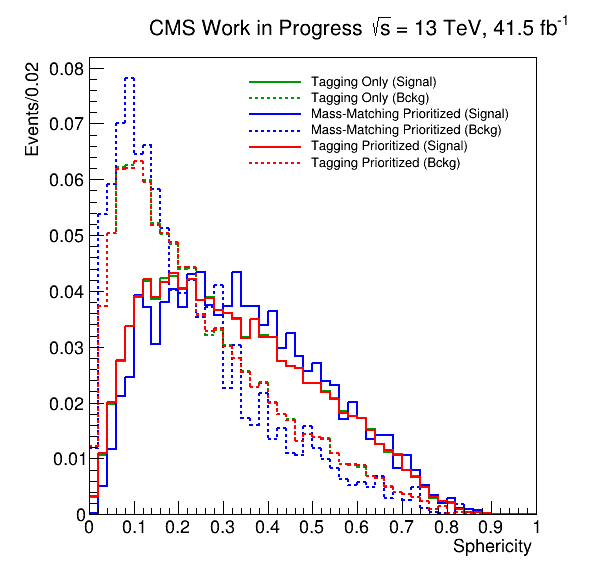 CMS Work in Progress √s = 13 TeV, 41.5 fb⁻¹
Events/0.02
0.08
0.07
0.06
0.05
0.04
0.03
0.02
0.01
0
Tagging Only (Signal)
Tagging Only (Bckg)
Mass-Matching Prioritized (Signal)
Mass-Matching Prioritized (Bckg)
Tagging Prioritized (Signal)
Tagging Prioritized (Bckg)
0 0.1 0.2 0.3 0.4 0.5 0.6 0.7 0.8 0.9 1
Sphericity